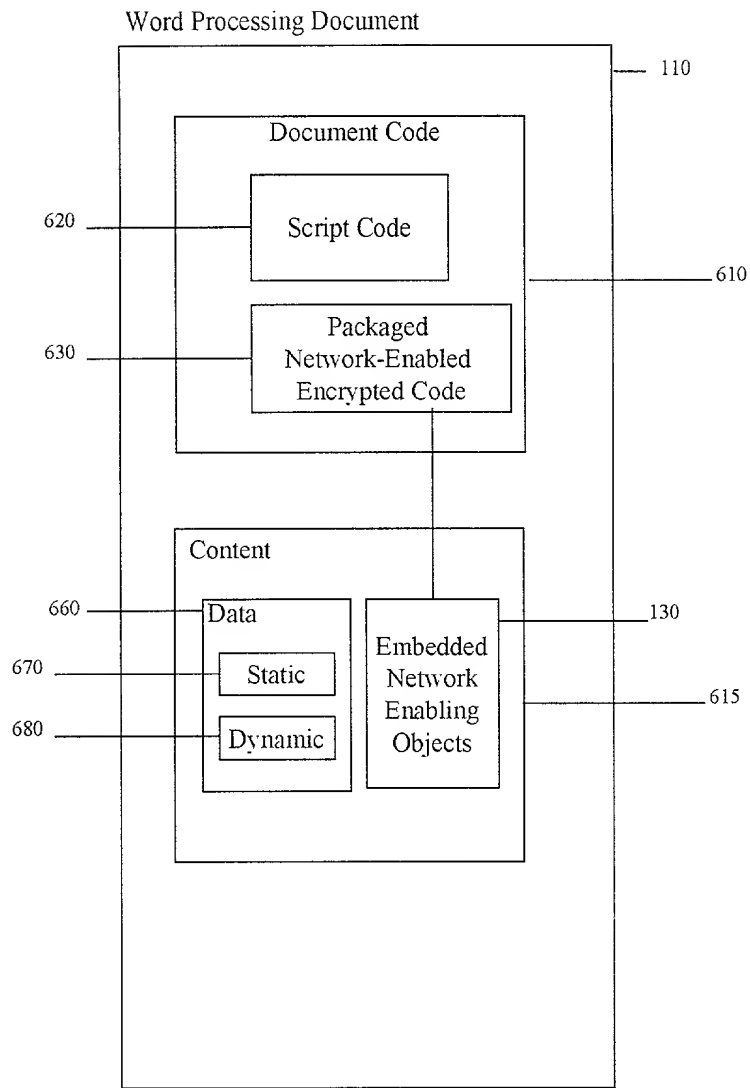 Word Processing Document
110
Document Code
620
Script Code
610
630
Packaged
Network-Enabled
Encrypted Code
Content
660
Data
130
670
Static
Embedded
Network
Enabling
Objects
615
680
Dynamic